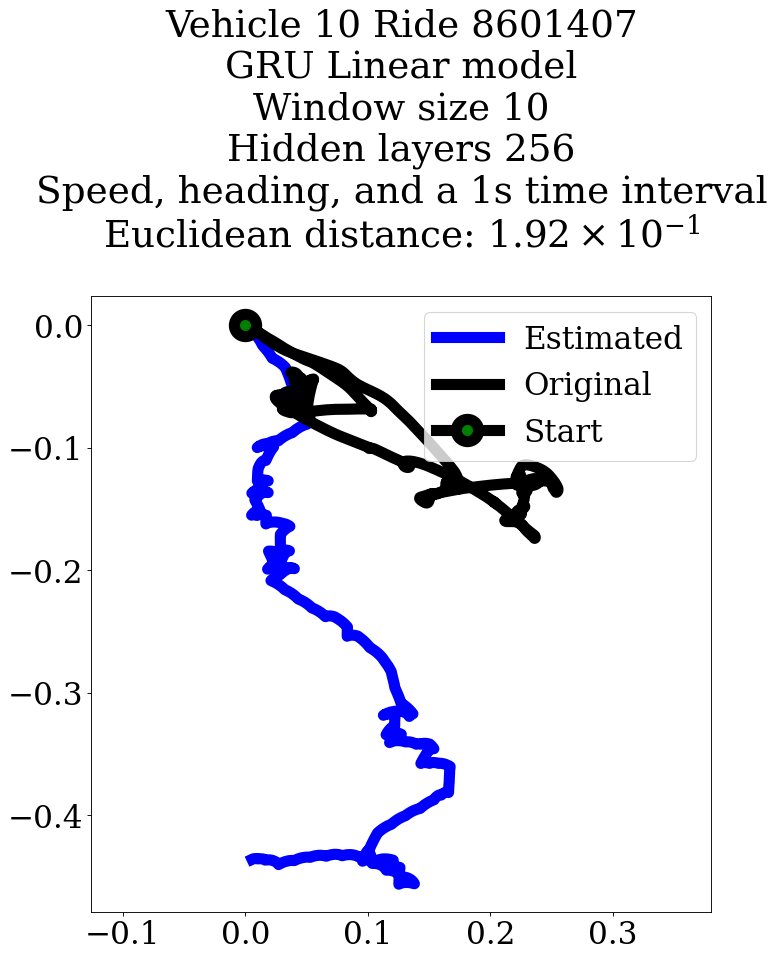 Vehicle 10 Ride 8601407
GRU Linear model
Window size 10
Hidden layers 256
Speed, heading, and a 1s time interval
Euclidean distance: 1.92 × 10⁻¹
Estimated
Original
Start
0.0
−0.1
−0.2
−0.3
−0.4
−0.1 0.0 0.1 0.2 0.3